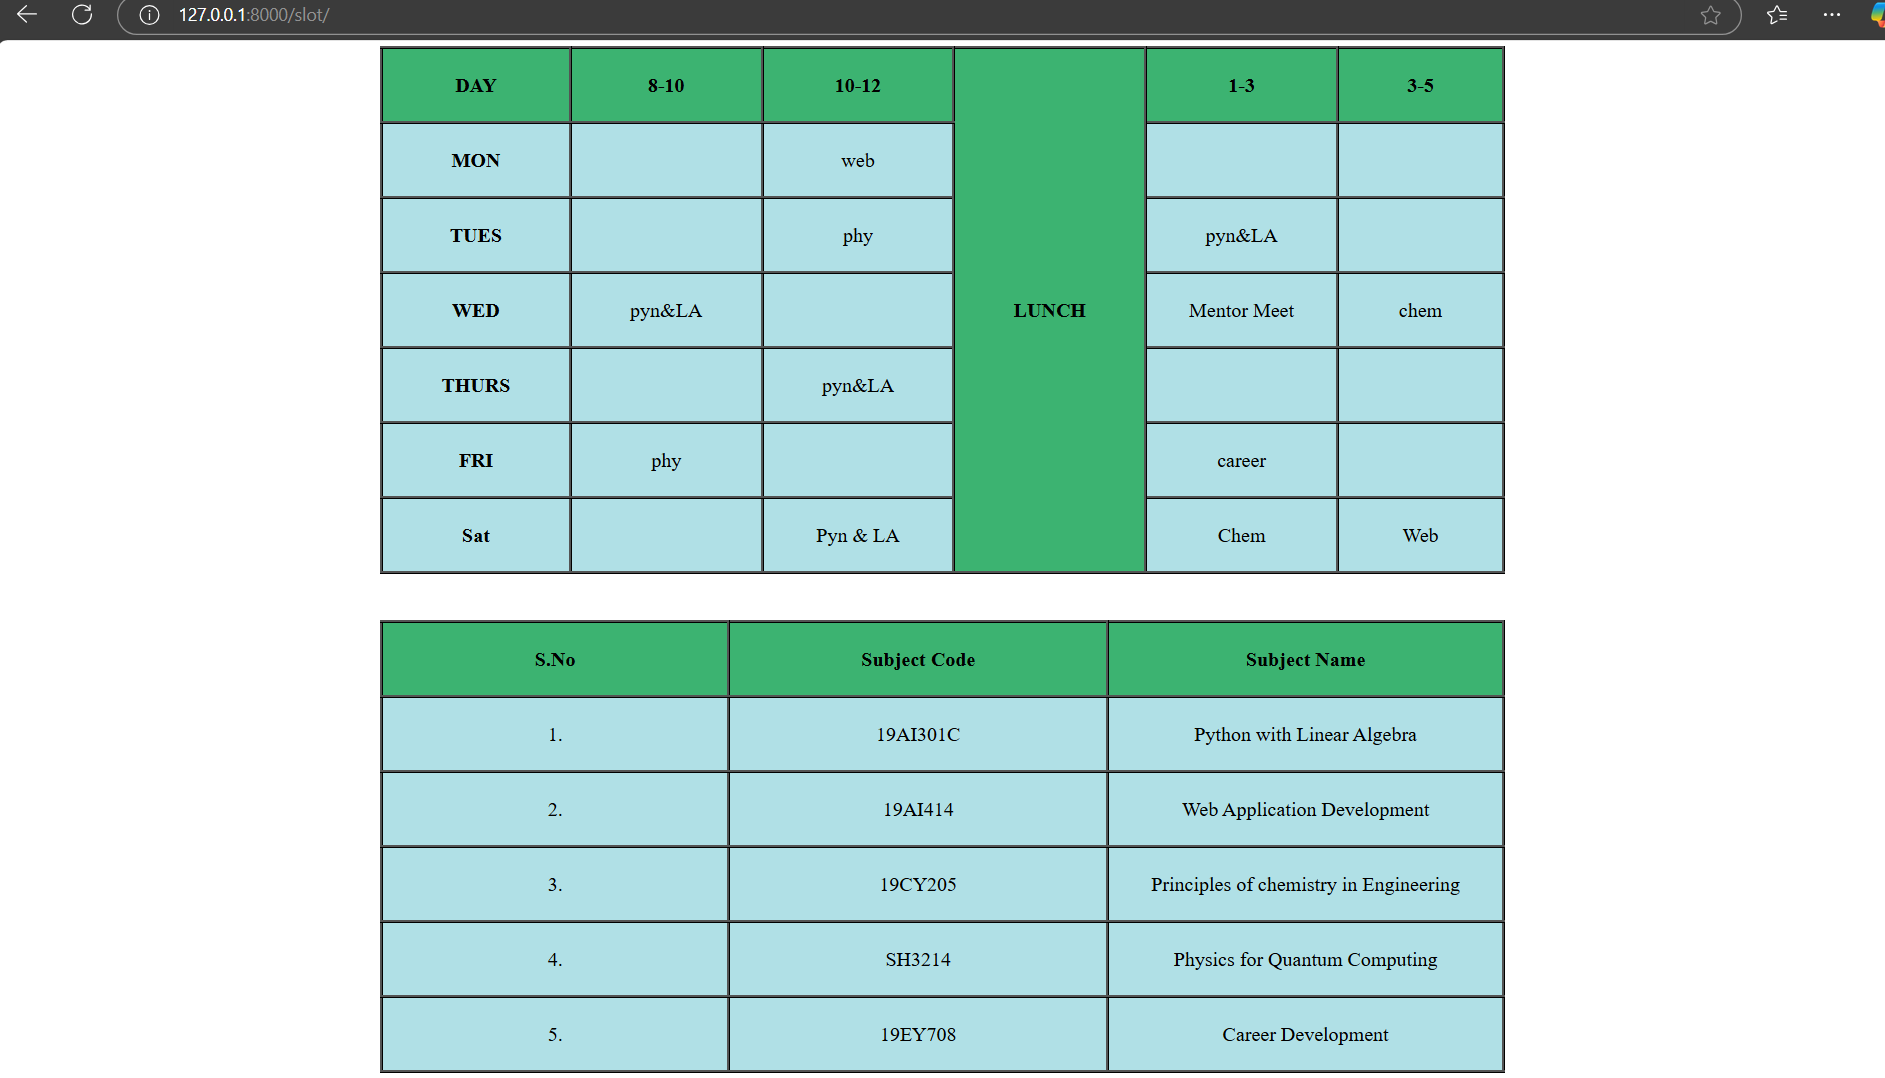 127.0.0.1:8000/slot/
DAY 8-10 10-12 1-3 3-5
MON web
TUES phy pyn&LA
WED pyn&LA LUNCH Mentor Meet chem
THURS pyn&LA
FRI phy career
Sat Pyn & LA Chem Web
S.No Subject Code Subject Name
1. 19AI301C Python with Linear Algebra
2. 19AI414 Web Application Development
3. 19CY205 Principles of chemistry in Engineering
4. SH3214 Physics for Quantum Computing
5. 19EY708 Career Development